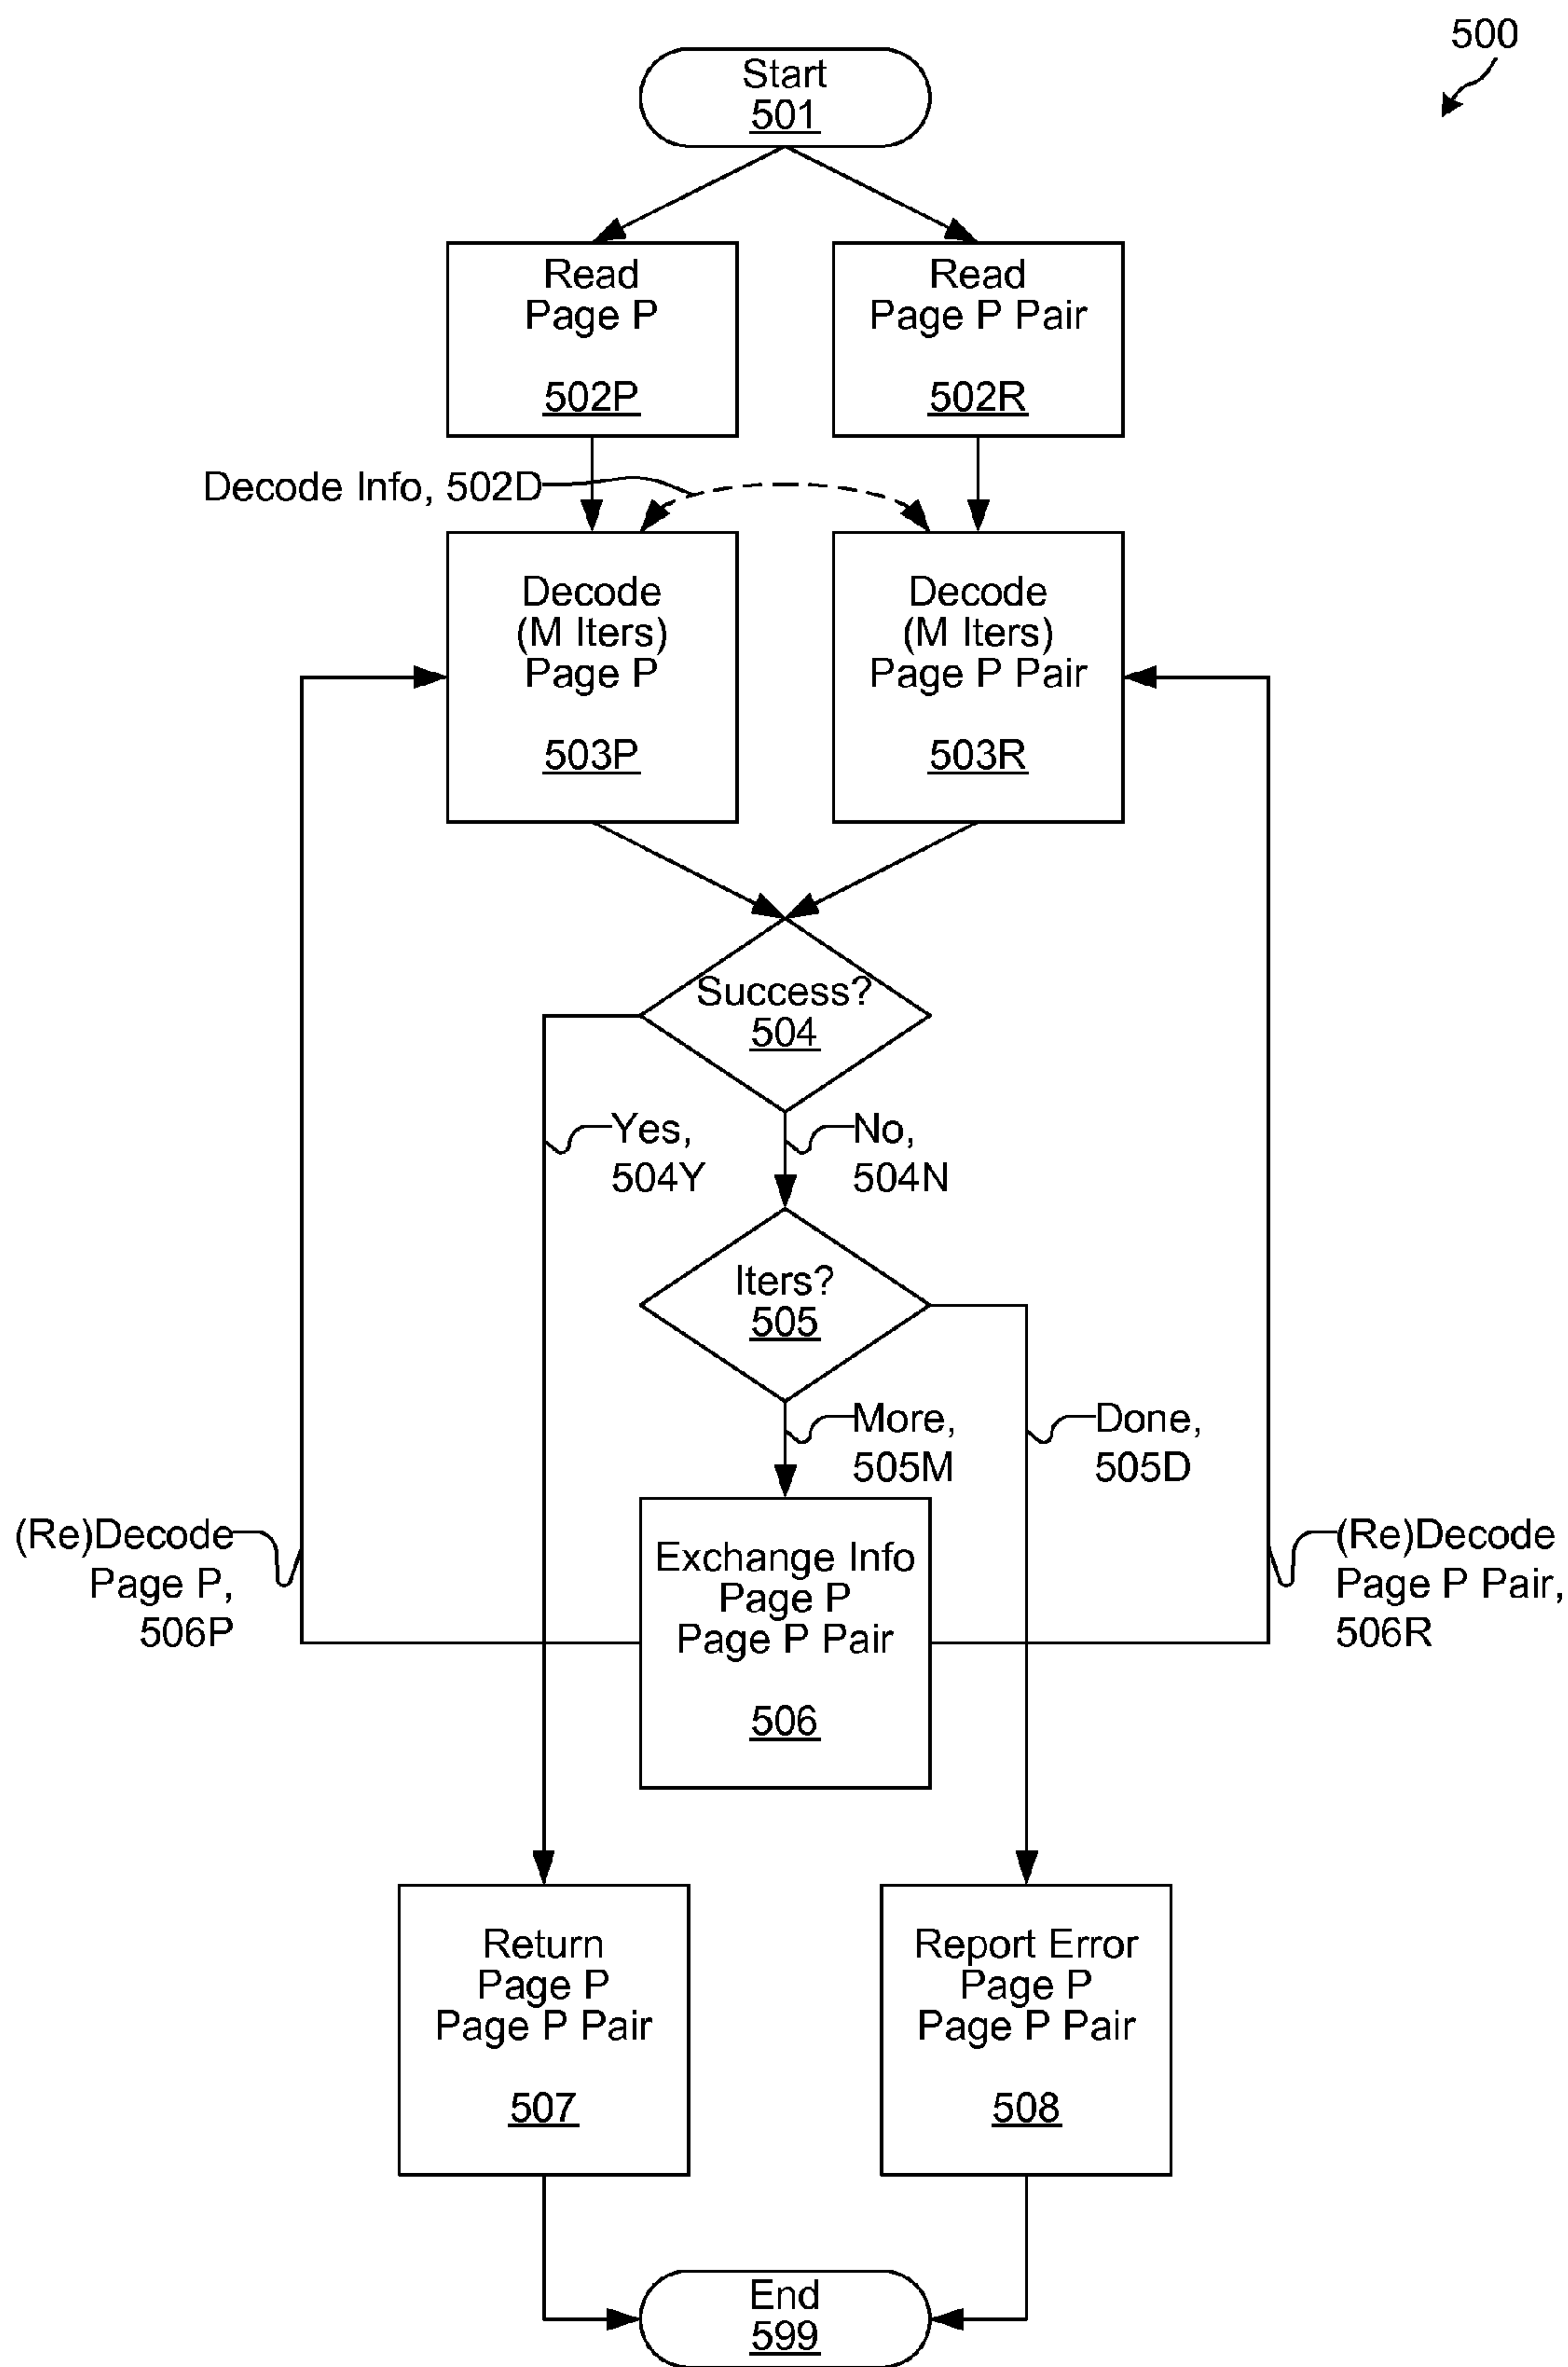 500
Start
501
Read
Page P
502P
Read
Page P Pair
502R
Decode Info, 502D
Decode
(M Iters)
Page P
503P
Decode
(M Iters)
Page P Pair
503R
Success?
504
Yes,
504Y
No,
504N
Iters?
505
More,
505M
Done,
505D
(Re)Decode
Page P,
506P
Exchange Info
Page P
Page P Pair
506
(Re)Decode
Page P Pair,
506R
Return
Page P
Page P Pair
507
Report Error
Page P
Page P Pair
508
End
599